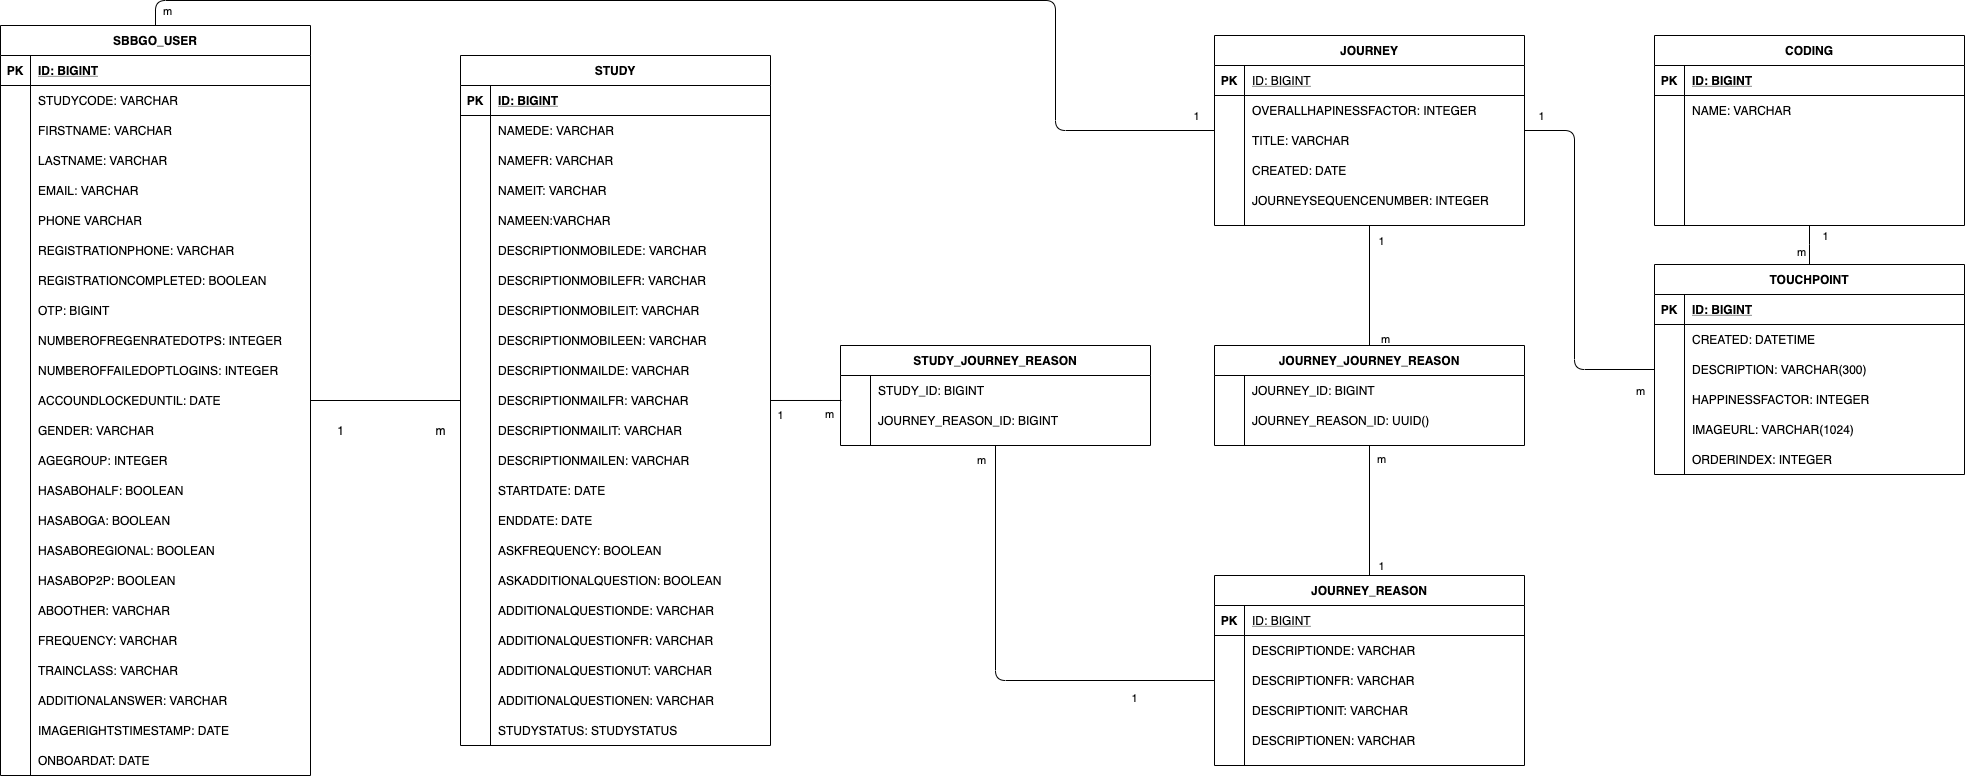 m
SBBGO_USER
PK ID: BIGINT
STUDYCODE: VARCHAR
FIRSTNAME: VARCHAR
LASTNAME: VARCHAR
EMAIL: VARCHAR
PHONE VARCHAR
REGISTRATIONPHONE: VARCHAR
REGISTRATIONCOMPLETED: BOOLEAN
OTP: BIGINT
NUMBEROFREGENRATEDOTPS: INTEGER
NUMBEROFFAILEDOPTLOGINS: INTEGER
ACCOUNDLOCKEDUNTIL: DATE
GENDER: VARCHAR
AGEGROUP: INTEGER
HASABOHALF: BOOLEAN
HASABOGA: BOOLEAN
HASABOREGIONAL: BOOLEAN
HASABOP2P: BOOLEAN
ABOOTHER: VARCHAR
FREQUENCY: VARCHAR
TRAINCLASS: VARCHAR
ADDITIONALANSWER: VARCHAR
IMAGERIGHTSTIMESTAMP: DATE
ONBOARDAT: DATE
1
m
STUDY
PK ID: BIGINT
NAMEDE: VARCHAR
NAMEFR: VARCHAR
NAMEIT: VARCHAR
NAMEEN:VARCHAR
DESCRIPTIONMOBILEDE: VARCHAR
DESCRIPTIONMOBILEFR: VARCHAR
DESCRIPTIONMOBILEIT: VARCHAR
DESCRIPTIONMOBILEEN: VARCHAR
DESCRIPTIONMAILDE: VARCHAR
DESCRIPTIONMAILFR: VARCHAR
DESCRIPTIONMAILIT: VARCHAR
DESCRIPTIONMAILEN: VARCHAR
STARTDATE: DATE
ENDDATE: DATE
ASKFREQUENCY: BOOLEAN
ASKADDITIONALQUESTION: BOOLEAN
ADDITIONALQUESTIONDE: VARCHAR
ADDITIONALQUESTIONFR: VARCHAR
ADDITIONALQUESTIONUT: VARCHAR
ADDITIONALQUESTIONEN: VARCHAR
STUDYSTATUS: STUDYSTATUS
1
m
STUDY_JOURNEY_REASON
STUDY_ID: BIGINT
JOURNEY_REASON_ID: BIGINT
m
1
1
JOURNEY
PK ID: BIGINT
OVERALLHAPINESSFACTOR: INTEGER
TITLE: VARCHAR
CREATED: DATE
JOURNEYSEQUENCENUMBER: INTEGER
1
1
m
JOURNEY_JOURNEY_REASON
JOURNEY_ID: BIGINT
JOURNEY_REASON_ID: UUID()
m
1
JOURNEY_REASON
PK ID: BIGINT
DESCRIPTIONDE: VARCHAR
DESCRIPTIONFR: VARCHAR
DESCRIPTIONIT: VARCHAR
DESCRIPTIONEN: VARCHAR
CODING
PK ID: BIGINT
NAME: VARCHAR
1
m
TOUCHPOINT
PK ID: BIGINT
CREATED: DATETIME
DESCRIPTION: VARCHAR(300)
HAPPINESSFACTOR: INTEGER
IMAGEURL: VARCHAR(1024)
ORDERINDEX: INTEGER
m